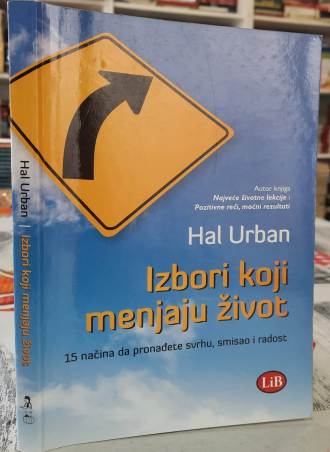 Autor knjiga
Najveće životne lekcije i
Pozitivne reči, moćni rezultati
Hal Urban
Izbori koji
menjaju život
15 načina da pronađete svrhu, smisao i radost
LiB
Hal Urban | Izbori koji menjaju život